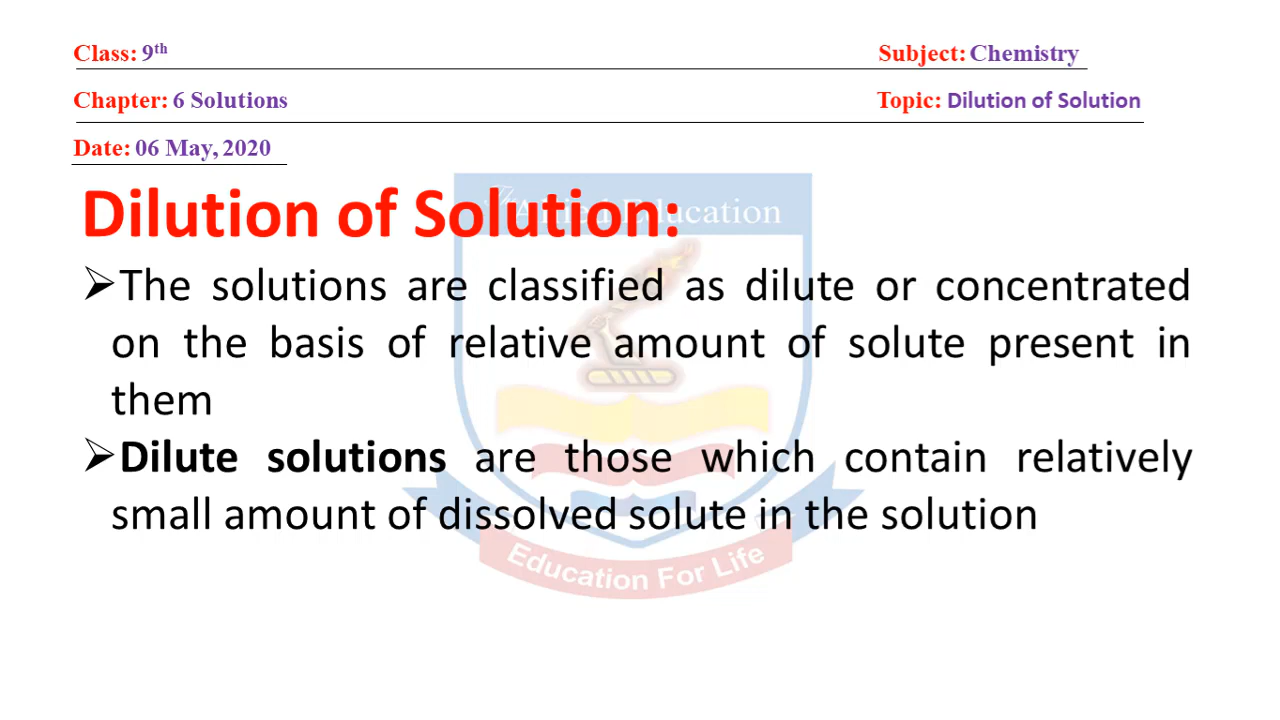 Class: 9th Subject: Chemistry
Chapter: 6 Solutions Topic: Dilution of Solution
Date: 06 May, 2020
Allied Education
Dilution of Solution:
➢The solutions are classified as dilute or concentrated
on the basis of relative amount of solute present in
them
➢Dilute solutions are those which contain relatively
small amount of dissolved solute in the solution
Education For Life